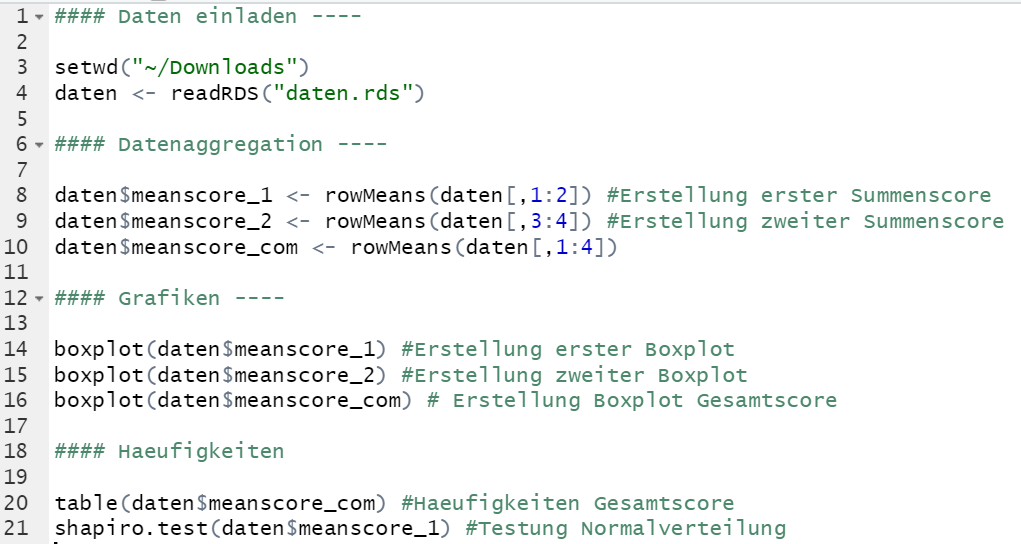 1 #### Daten einladen ----
2
3 setwd("~/Downloads")
4 daten <- readRDS("daten.rds")
5
6 #### Datenaggregation ----
7
8 daten$meanscore_1 <- rowMeans(daten[,1:2]) #Erstellung erster Summenscore
9 daten$meanscore_2 <- rowMeans(daten[,3:4]) #Erstellung zweiter Summenscore
10 daten$meanscore_com <- rowMeans(daten[,1:4])
11
12 #### Grafiken ----
13
14 boxplot(daten$meanscore_1) #Erstellung erster Boxplot
15 boxplot(daten$meanscore_2) #Erstellung zweiter Boxplot
16 boxplot(daten$meanscore_com) # Erstellung Boxplot Gesamtscore
17
18 #### Haeufigkeiten
19
20 table(daten$meanscore_com) #Haeufigkeiten Gesamtscore
21 shapiro.test(daten$meanscore_1) #Testung Normalverteilung